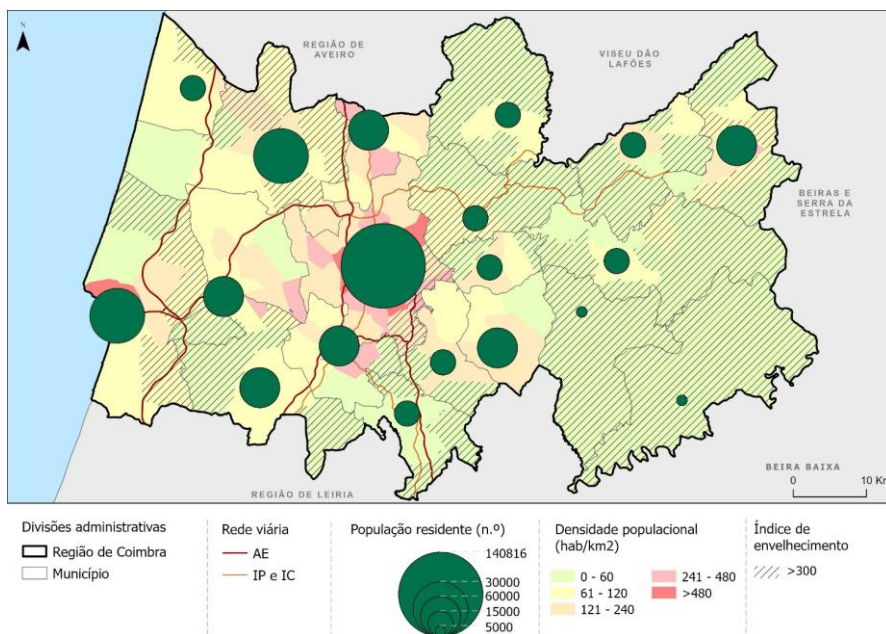 N
REGIÃO DE
AVEIRO
VISEU DÃO
LAFÕES
BEIRAS E
SERRA DA
ESTRELA
BEIRA BAIXA
REGIÃO DE LEIRIA
0 10 Km
Divisões administrativas
Região de Coimbra
Município
Rede viária
AE
IP e IC
População residente (n.º)
140816
30000
60000
15000
5000
Densidade populacional
(hab/km2)
0 - 60
61 - 120
121 - 240
241 - 480
>480
Índice de
envelhecimento
>300